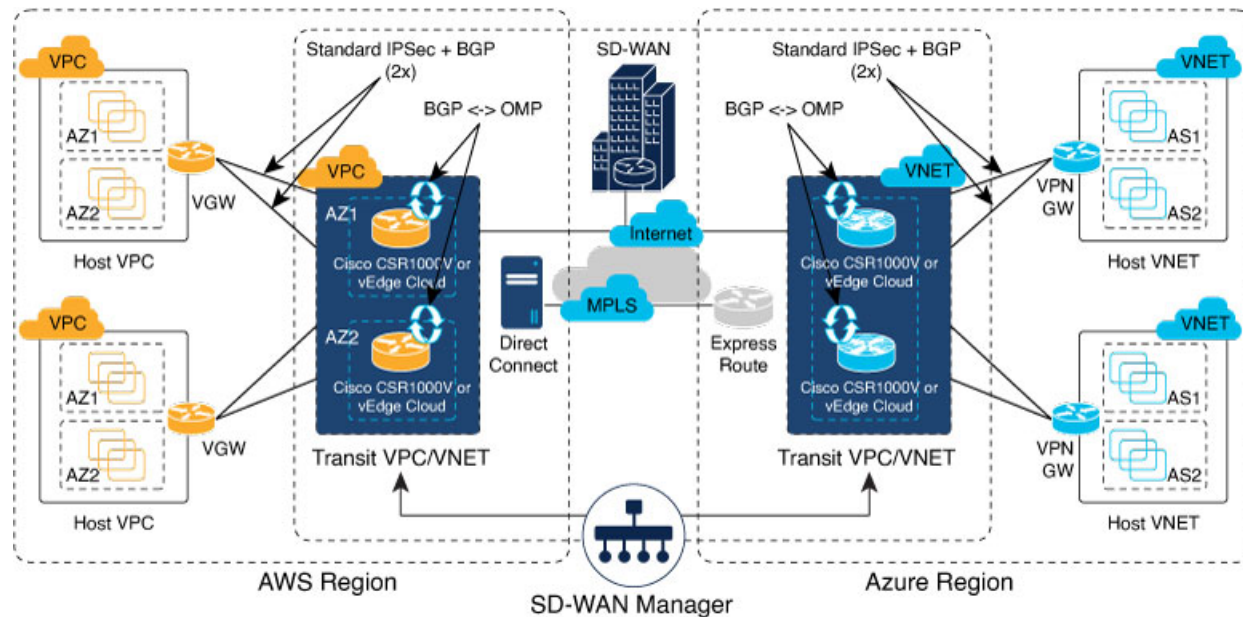 Standard IPSec + BGP
(2x)
SD-WAN
Standard IPSec + BGP
(2x)
VPC
VNET
BGP <-> OMP
BGP <-> OMP
AZ1
AZ2
VGW
Host VPC
VPC
AZ1
Cisco CSR1000V or
vEdge Cloud
AZ2
Cisco CSR1000V or
vEdge Cloud
Transit VPC/VNET
Internet
MPLS
Direct
Connect
Express
Route
VNET
Cisco CSR1000V or
vEdge Cloud
Cisco CSR1000V or
vEdge Cloud
Transit VPC/VNET
AS1
AS2
VPN
GW
Host VNET
VPC
AZ1
AZ2
VGW
Host VPC
VNET
AS1
AS2
VPN
GW
Host VNET
AWS Region
Azure Region
SD-WAN Manager